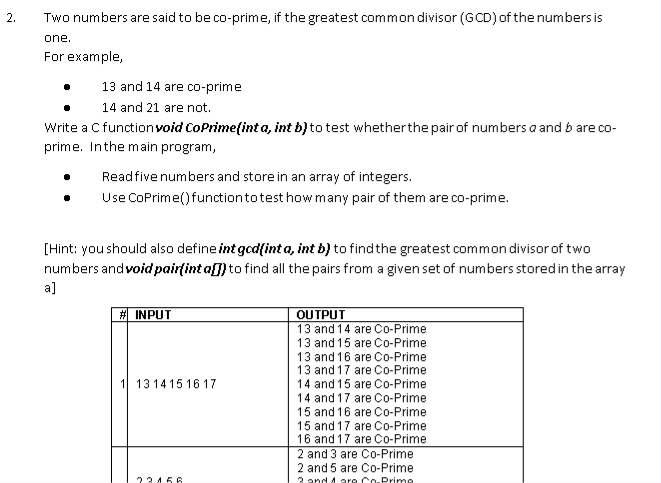 2. Two numbers are said to be co-prime, if the greatest common divisor (GCD) of the numbers is
one.
For example,
• 13 and 14 are co-prime
• 14 and 21 are not.
Write a C function void CoPrime(int a, int b) to test whether the pair of numbers a and b are co-
prime. In the main program,
• Read five numbers and store in an array of integers.
• Use CoPrime() function to test how many pair of them are co-prime.
[Hint: you should also define int gcd(int a, int b) to find the greatest common divisor of two
numbers and void pair(int a[]) to find all the pairs from a given set of numbers stored in the array
a]
# INPUT OUTPUT
13 and 14 are Co-Prime
13 and 15 are Co-Prime
13 and 16 are Co-Prime
13 and 17 are Co-Prime
1 13 14 15 16 17 14 and 15 are Co-Prime
14 and 17 are Co-Prime
15 and 16 are Co-Prime
15 and 17 are Co-Prime
16 and 17 are Co-Prime
2 and 3 are Co-Prime
2 and 5 are Co-Prime
2 3 4 5 6 3 and 4 are Co-Prime